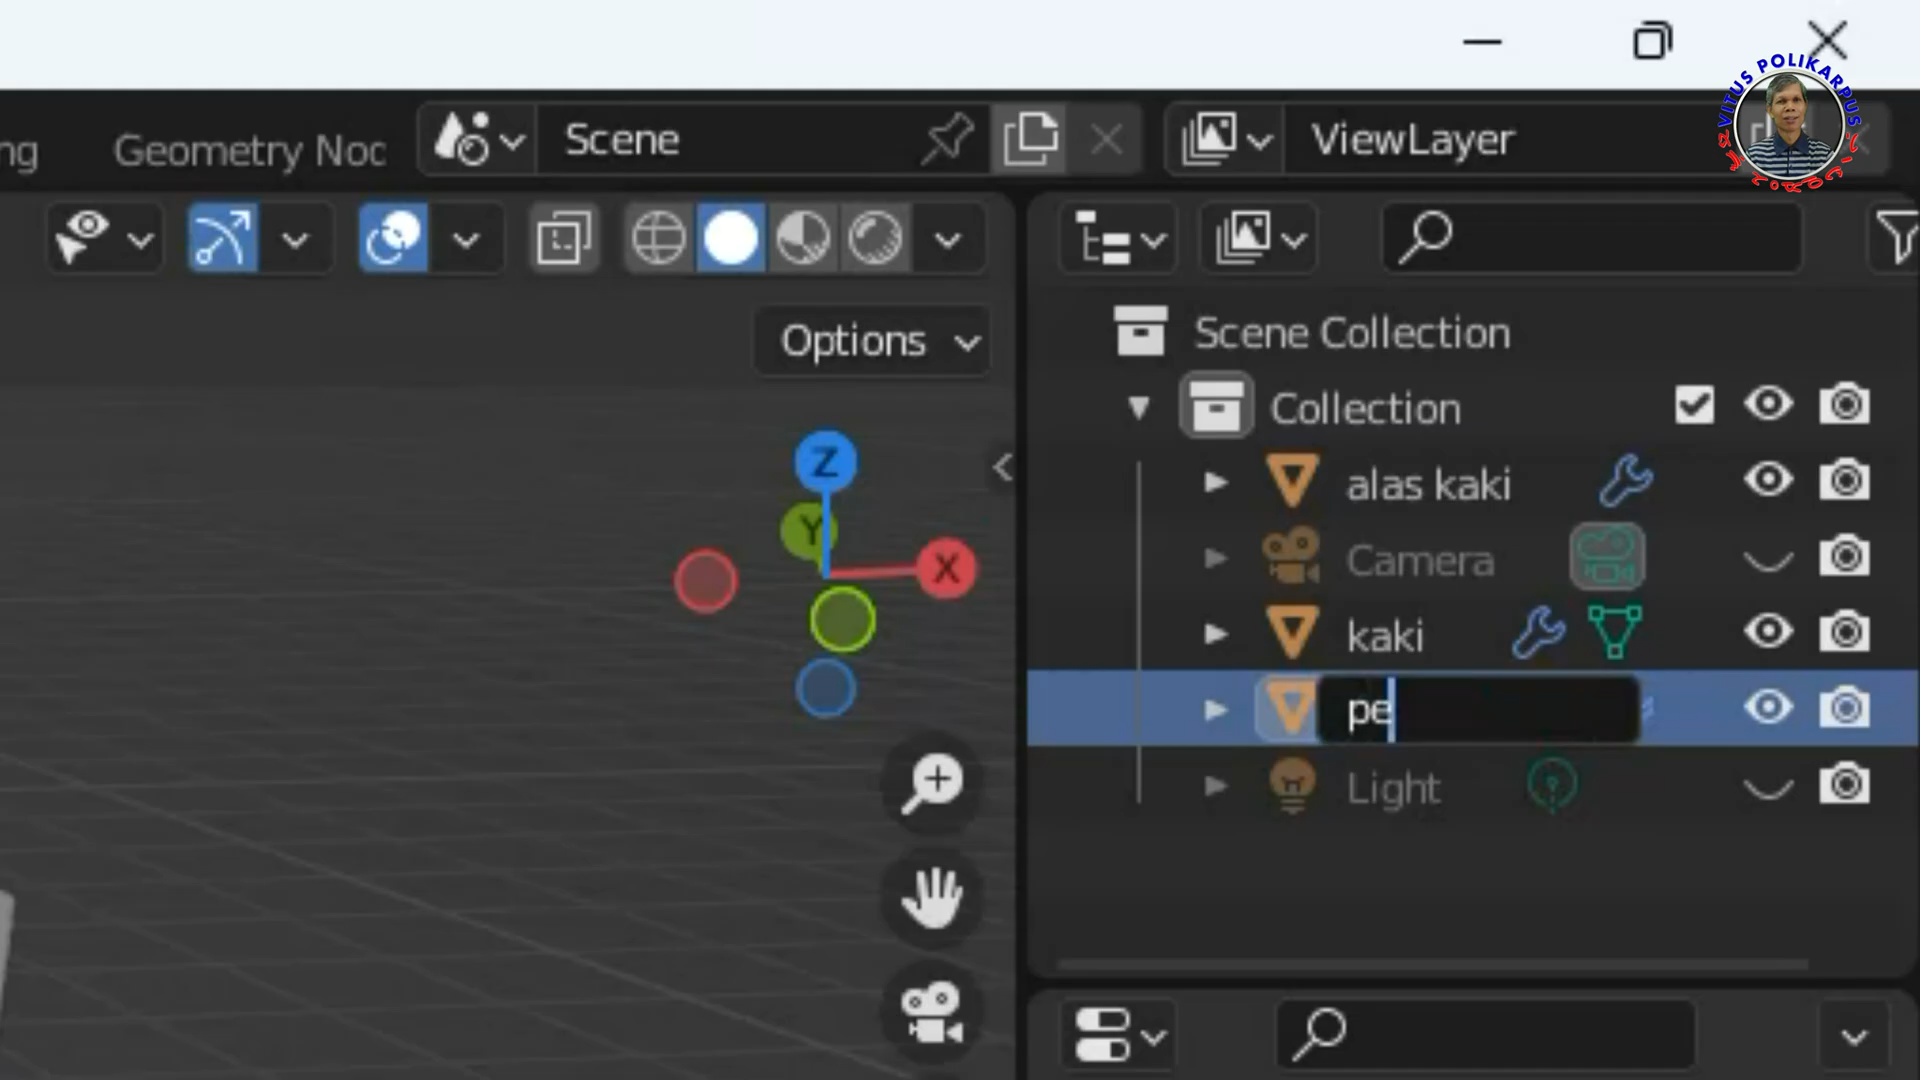 VITUS POLIKARPUS
ng
Geometry Noc
Scene
ViewLayer
Options
Scene Collection
Collection
alas kaki
Camera
kaki
pe
Light
Z
Y
X